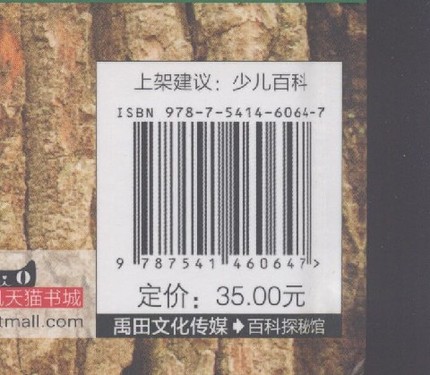 上架建议：少儿百科
ISBN 978-7-5414-6064-7
9 787541 460647 >
定价：35.00元
天猫书城
tmall.com
禹田文化传媒➧百科探秘馆